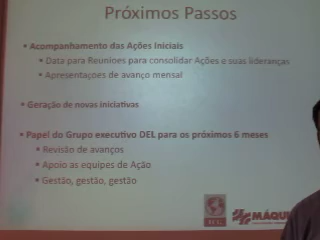 Próximos Passos
• Acompanhamento das Ações Iniciais
• Data para Reuniões para consolidar Ações e suas lideranças
• Apresentações de avanço mensal
• Geração de novas iniciativas
• Papel do Grupo executivo DEL para os próximos 6 meses
• Revisão de avanços
• Apoio as equipes de Ação
• Gestão, gestão, gestão
MÁQUI